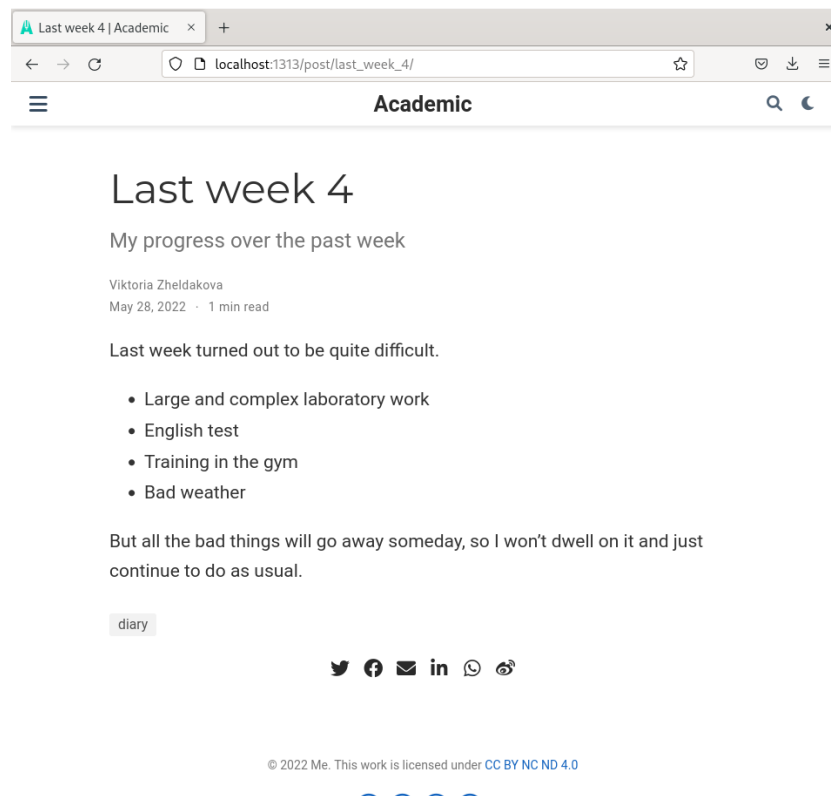 Last week 4 | Academic
localhost:1313/post/last_week_4/
Academic
Last week 4
My progress over the past week
Viktoria Zheldakova
May 28, 2022 · 1 min read
Last week turned out to be quite difficult.
• Large and complex laboratory work
• English test
• Training in the gym
• Bad weather
But all the bad things will go away someday, so I won’t dwell on it and just
continue to do as usual.
diary
© 2022 Me. This work is licensed under CC BY NC ND 4.0